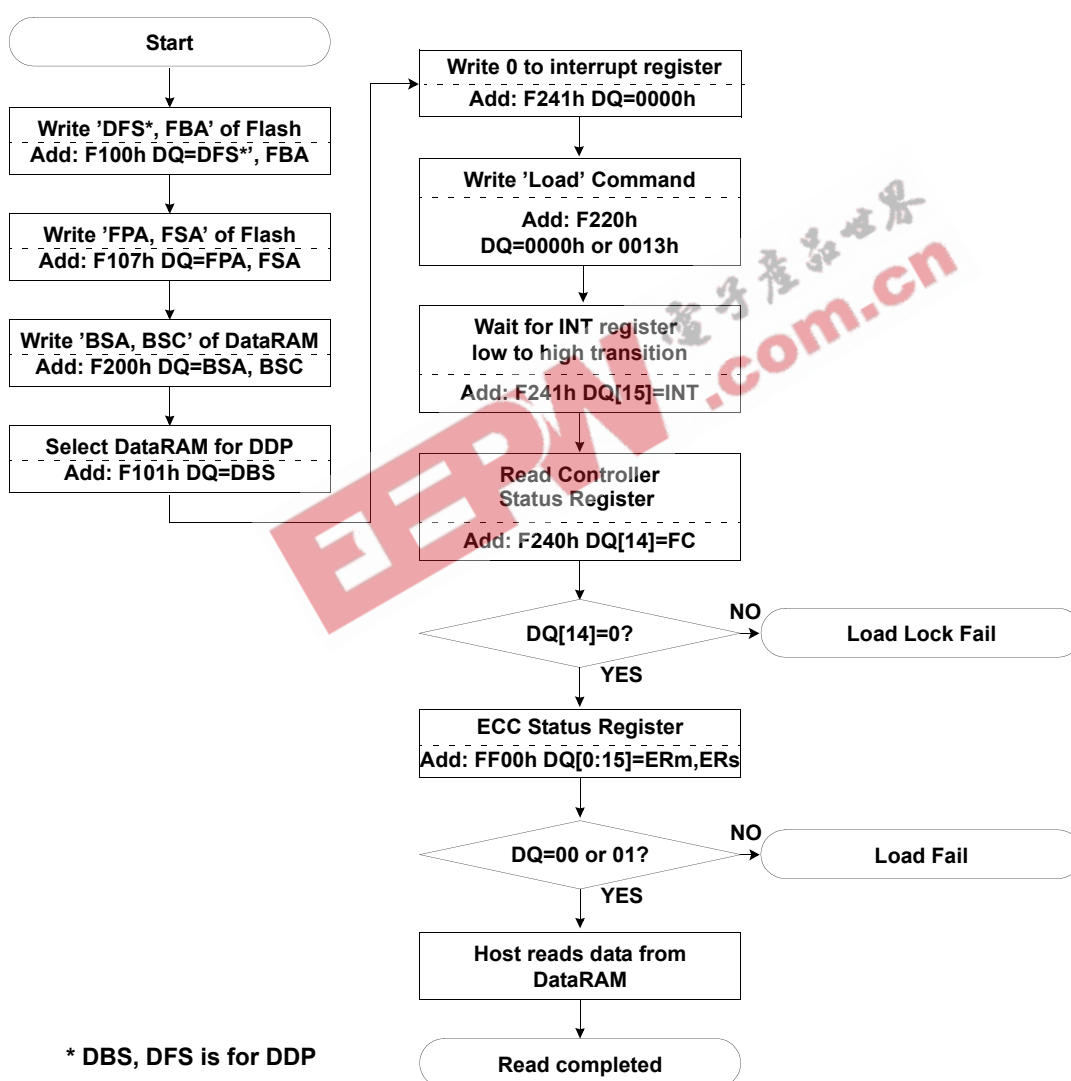 Start
Write ’DFS*, FBA’ of Flash
Add: F100h DQ=DFS*’, FBA
Write ’FPA, FSA’ of Flash
Add: F107h DQ=FPA, FSA
Write ’BSA, BSC’ of DataRAM
Add: F200h DQ=BSA, BSC
Select DataRAM for DDP
Add: F101h DQ=DBS
Write 0 to interrupt register
Add: F241h DQ=0000h
Write ’Load’ Command
Add: F220h
DQ=0000h or 0013h
Wait for INT register
low to high transition
Add: F241h DQ[15]=INT
Read Controller
Status Register
Add: F240h DQ[14]=FC
DQ[14]=0?
NO
Load Lock Fail
YES
ECC Status Register
Add: FF00h DQ[0:15]=ERm,ERs
DQ=00 or 01?
NO
Load Fail
YES
Host reads data from
DataRAM
Read completed
* DBS, DFS is for DDP
EEPW
.com.cn
電子產品世界